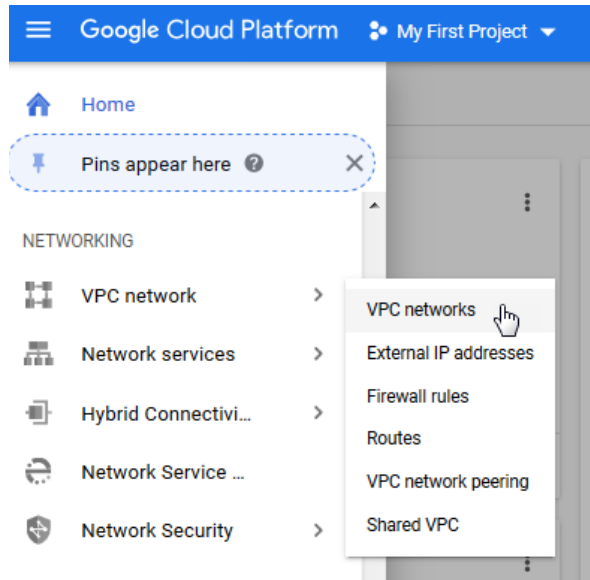 Google Cloud Platform My First Project
Home
Pins appear here
NETWORKING
VPC network
Network services
Hybrid Connectivi...
Network Service ...
Network Security
VPC networks
External IP addresses
Firewall rules
Routes
VPC network peering
Shared VPC